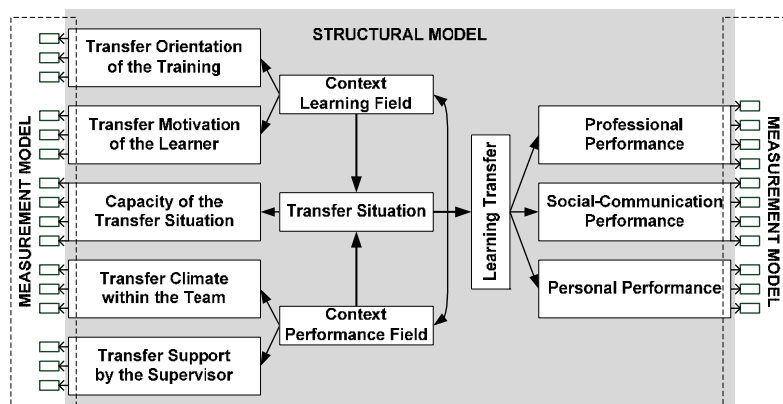 STRUCTURAL MODEL
MEASUREMENT MODEL
Transfer Orientation
of the Training
Transfer Motivation
of the Learner
Capacity of the
Transfer Situation
Transfer Climate
within the Team
Transfer Support
by the Supervisor
Context
Learning Field
Transfer Situation
Context
Performance Field
Learning Transfer
Professional
Performance
Social-Communication
Performance
Personal Performance
MEASUREMENT MODEL